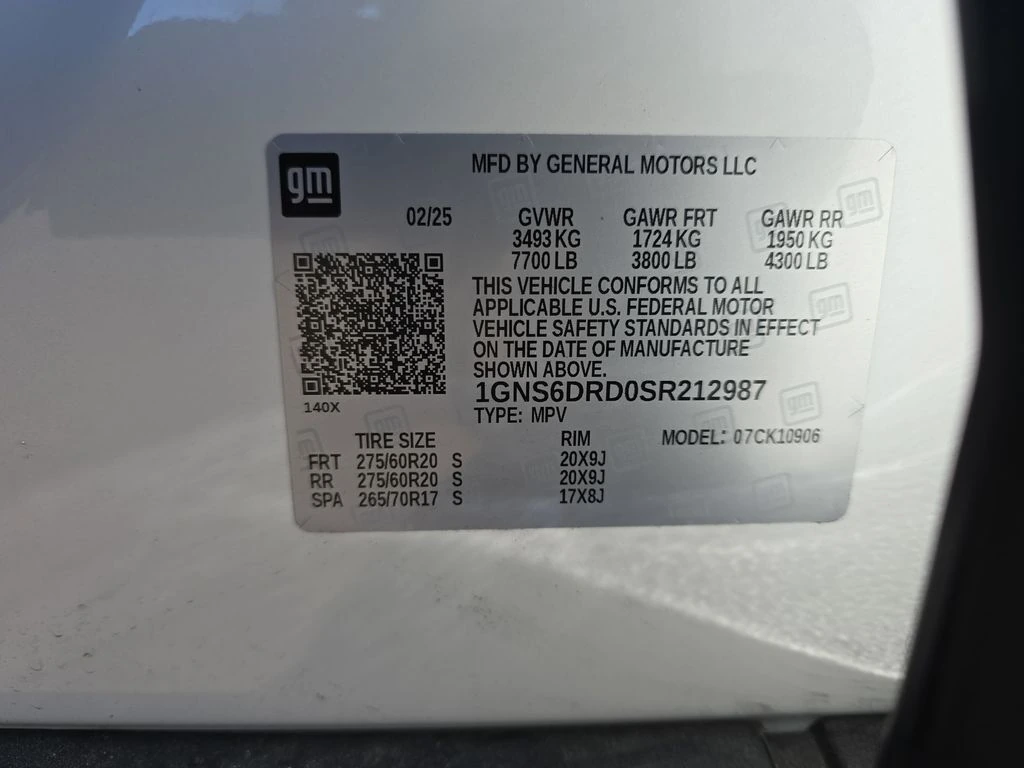 gm
MFD BY GENERAL MOTORS LLC
02/25 GVWR GAWR FRT GAWR RR
3493 KG 1724 KG 1950 KG
7700 LB 3800 LB 4300 LB
THIS VEHICLE CONFORMS TO ALL
APPLICABLE U.S. FEDERAL MOTOR
VEHICLE SAFETY STANDARDS IN EFFECT
ON THE DATE OF MANUFACTURE
SHOWN ABOVE.
1GNS6DRD0SR212987
140X
TYPE: MPV
TIRE SIZE RIM MODEL: 07CK10906
FRT 275/60R20 S 20X9J
RR 275/60R20 S 20X9J
SPA 265/70R17 S 17X8J